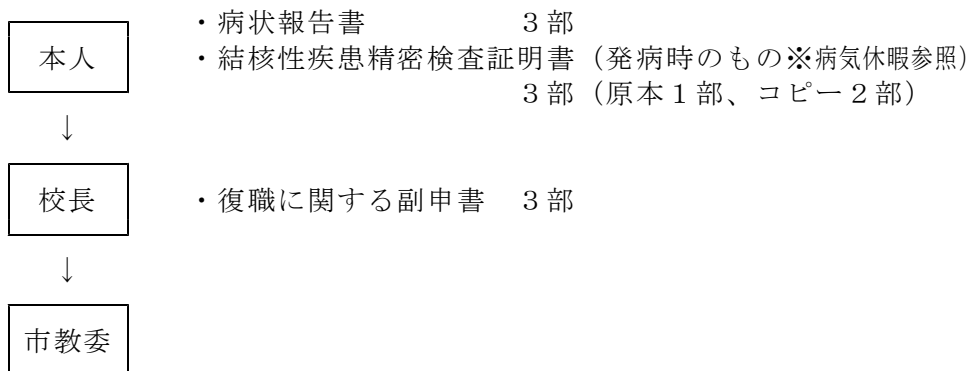 ・病状報告書　　　　　３部
本人
・結核性疾患精密検査証明書（発病時のもの※病気休暇参照）
３部（原本１部、コピー２部）
↓
校長
・復職に関する副申書　３部
↓
市教委